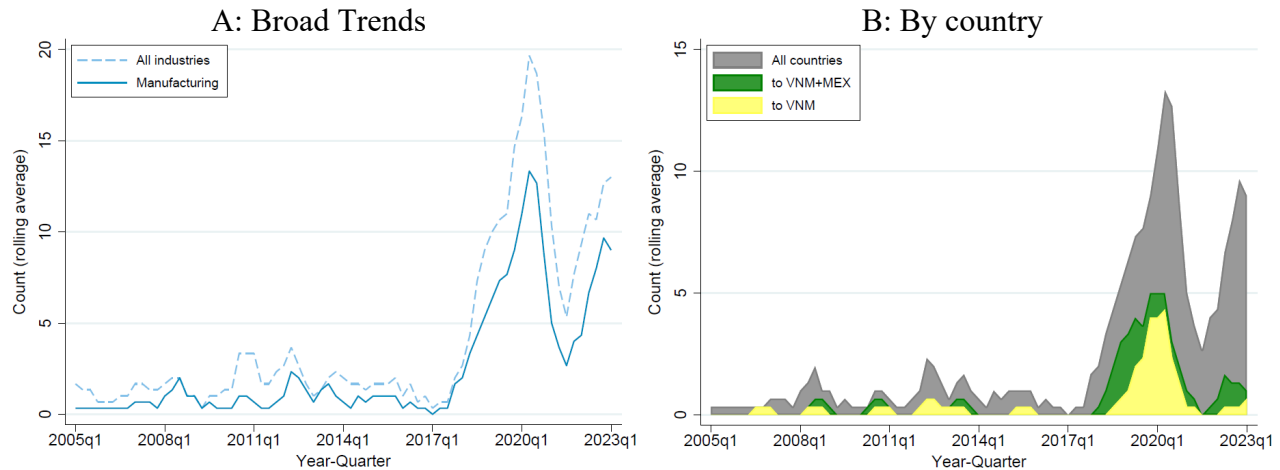 A: Broad Trends
All industries
Manufacturing
Count (rolling average)
20
15
10
5
0
2005q1 2008q1 2011q1 2014q1 2017q1 2020q1 2023q1
Year-Quarter
B: By country
All countries
to VNM+MEX
to VNM
Count (rolling average)
15
10
5
0
2005q1 2008q1 2011q1 2014q1 2017q1 2020q1 2023q1
Year-Quarter